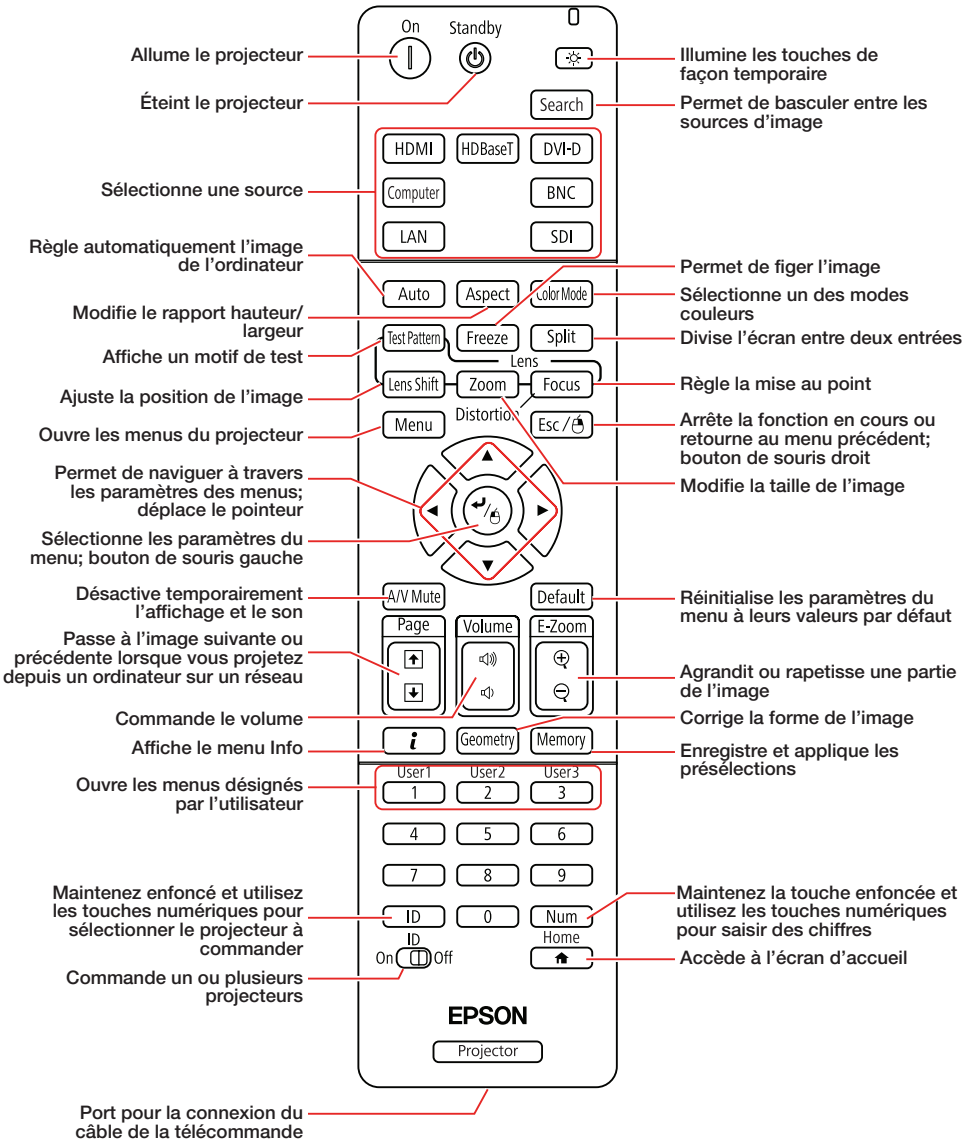 On
Standby
Allume le projecteur
Illumine les touches de
façon temporaire
Éteint le projecteur
Search
Permet de basculer entre les
sources d'image
HDMI
HDBaseT
DVI-D
Sélectionne une source
Computer
BNC
LAN
SDI
Règle automatiquement l'image
de l'ordinateur
Permet de figer l'image
Auto
Aspect
Color Mode
Sélectionne un des modes
couleurs
Modifie le rapport hauteur/
largeur
Test Pattern
Freeze
Split
Divise l'écran entre deux entrées
Affiche un motif de test
Lens
Lens Shift
Zoom
Focus
Règle la mise au point
Ajuste la position de l'image
Distortion
Menu
Esc /
Ouvre les menus du projecteur
Arrête la fonction en cours ou
retourne au menu précédent;
bouton de souris droit
Permet de naviguer à travers
les paramètres des menus;
déplace le pointeur
Modifie la taille de l'image
Sélectionne les paramètres du
menu; bouton de souris gauche
Désactive temporairement
l'affichage et le son
A/V Mute
Default
Réinitialise les paramètres du
menu à leurs valeurs par défaut
Page
Volume
E-Zoom
Passe à l'image suivante ou
précédente lorsque vous projetez
depuis un ordinateur sur un réseau
Agrandit ou rapetisse une partie
de l'image
Commande le volume
Corrige la forme de l'image
Affiche le menu Info
i
Geometry
Memory
Enregistre et applique les
présélections
User1
User2
User3
Ouvre les menus désignés
par l'utilisateur
1
2
3
4
5
6
7
8
9
Maintenez enfoncé et utilisez
les touches numériques pour
sélectionner le projecteur à
commander
ID
0
Num
Maintenez la touche enfoncée et
utilisez les touches numériques
pour saisir des chiffres
ID
On
Off
Home
Accède à l'écran d'accueil
Commande un ou plusieurs
projecteurs
EPSON
Projector
Port pour la connexion du
câble de la télécommande